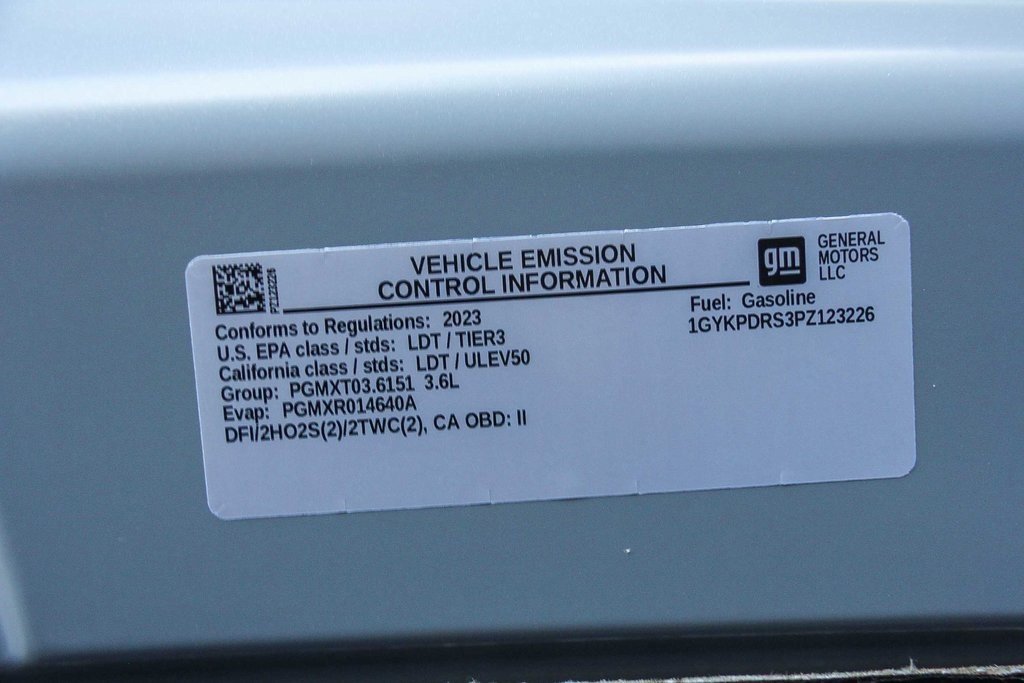 VEHICLE EMISSION
CONTROL INFORMATION
gm
GENERAL
MOTORS
LLC
PZ123226
Conforms to Regulations: 2023
U.S. EPA class / stds: LDT / TIER3
California class / stds: LDT / ULEV50
Group: PGMXT03.6151 3.6L
Evap: PGMXR014640A
DFI/2HO2S(2)/2TWC(2), CA OBD: II
Fuel: Gasoline
1GYKPDRS3PZ123226